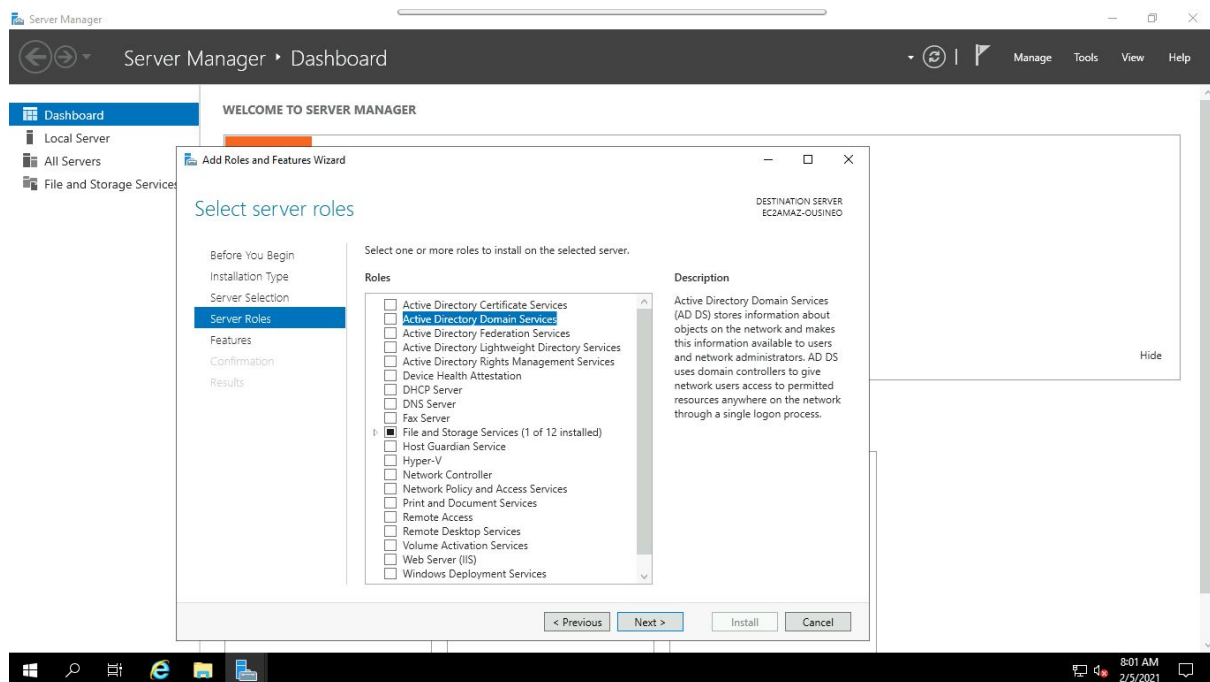 Server Manager
Server Manager • Dashboard
Manage Tools View Help
Dashboard
Local Server
All Servers
File and Storage Services
WELCOME TO SERVER MANAGER
Hide
Add Roles and Features Wizard
Select server roles
DESTINATION SERVER
EC2AMAZ-OUSINEO
Before You Begin
Installation Type
Server Selection
Server Roles
Features
Confirmation
Results
Select one or more roles to install on the selected server.
Roles
Active Directory Certificate Services
Active Directory Domain Services
Active Directory Federation Services
Active Directory Lightweight Directory Services
Active Directory Rights Management Services
Device Health Attestation
DHCP Server
DNS Server
Fax Server
File and Storage Services (1 of 12 installed)
Host Guardian Service
Hyper-V
Network Controller
Network Policy and Access Services
Print and Document Services
Remote Access
Remote Desktop Services
Volume Activation Services
Web Server (IIS)
Windows Deployment Services
Description
Active Directory Domain Services
(AD DS) stores information about
objects on the network and makes
this information available to users
and network administrators. AD DS
uses domain controllers to give
network users access to permitted
resources anywhere on the network
through a single logon process.
< Previous Next > Install Cancel
8:01 AM
2/5/2021